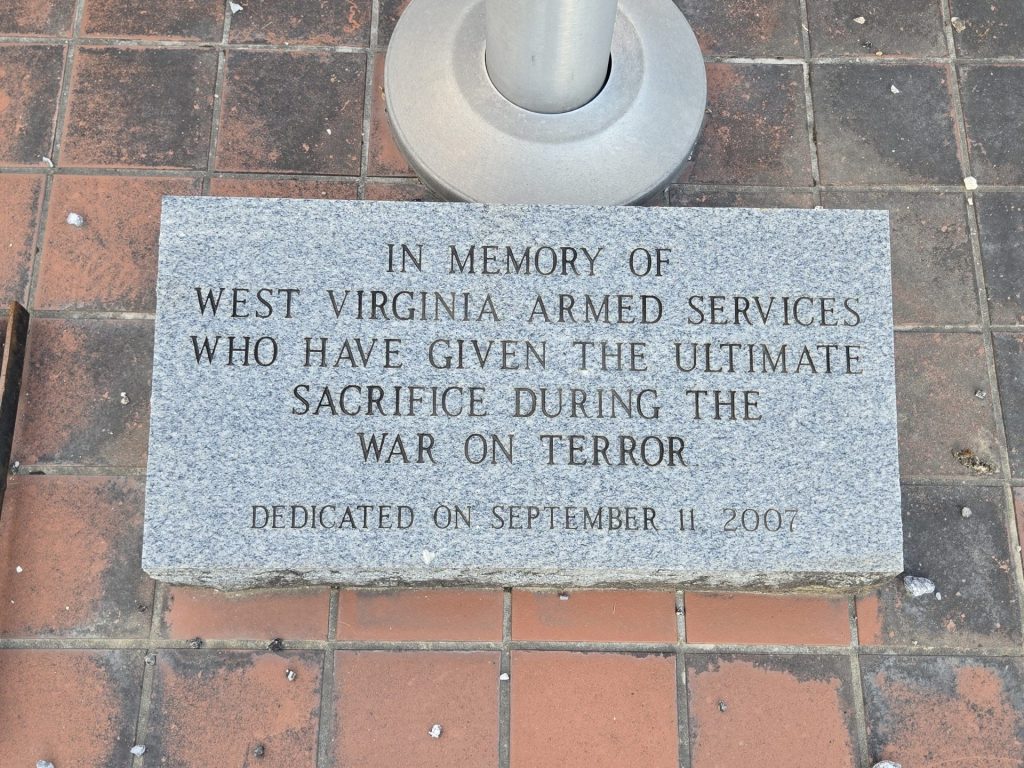 IN MEMORY OF
WEST VIRGINIA ARMED SERVICES
WHO HAVE GIVEN THE ULTIMATE
SACRIFICE DURING THE
WAR ON TERROR
DEDICATED ON SEPTEMBER 11, 2007